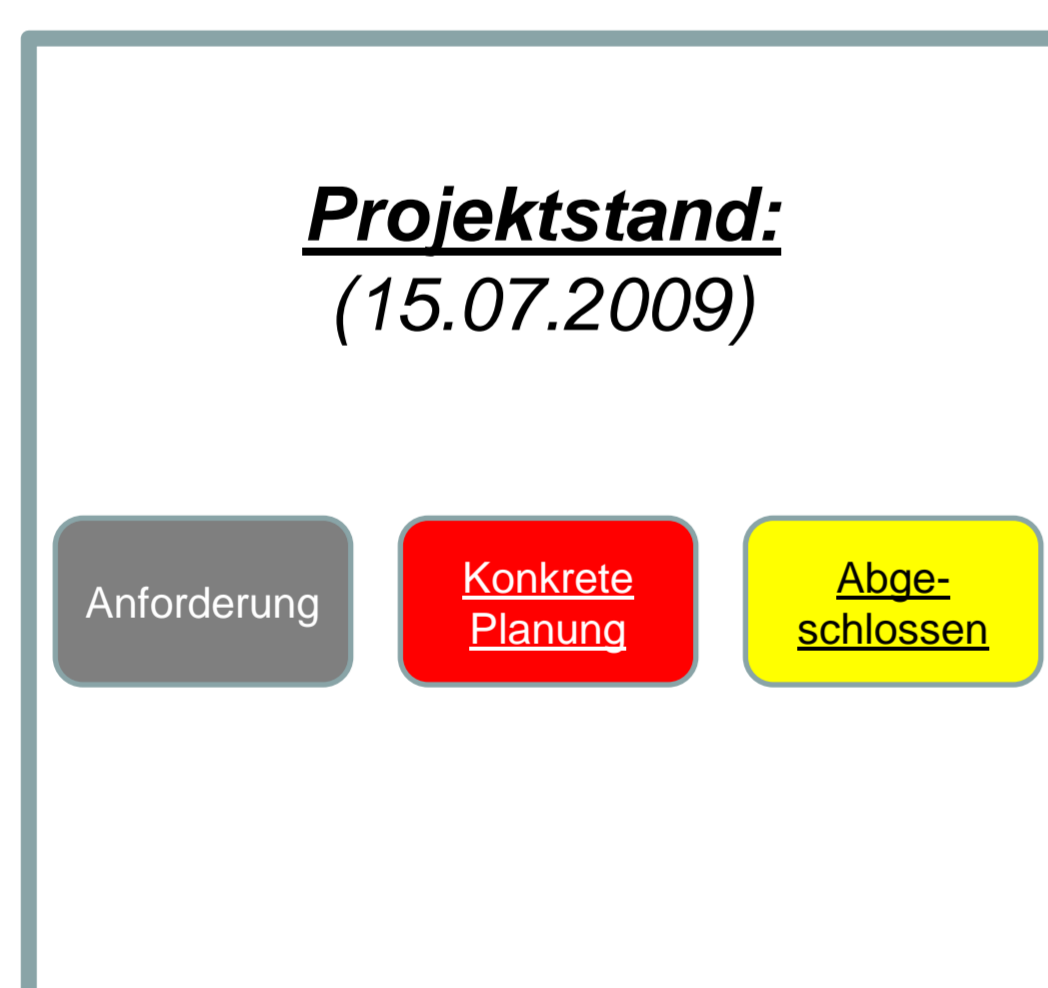 Projektstand:
(15.07.2009)
Anforderung
Konkrete
Planung
Abge-
schlossen